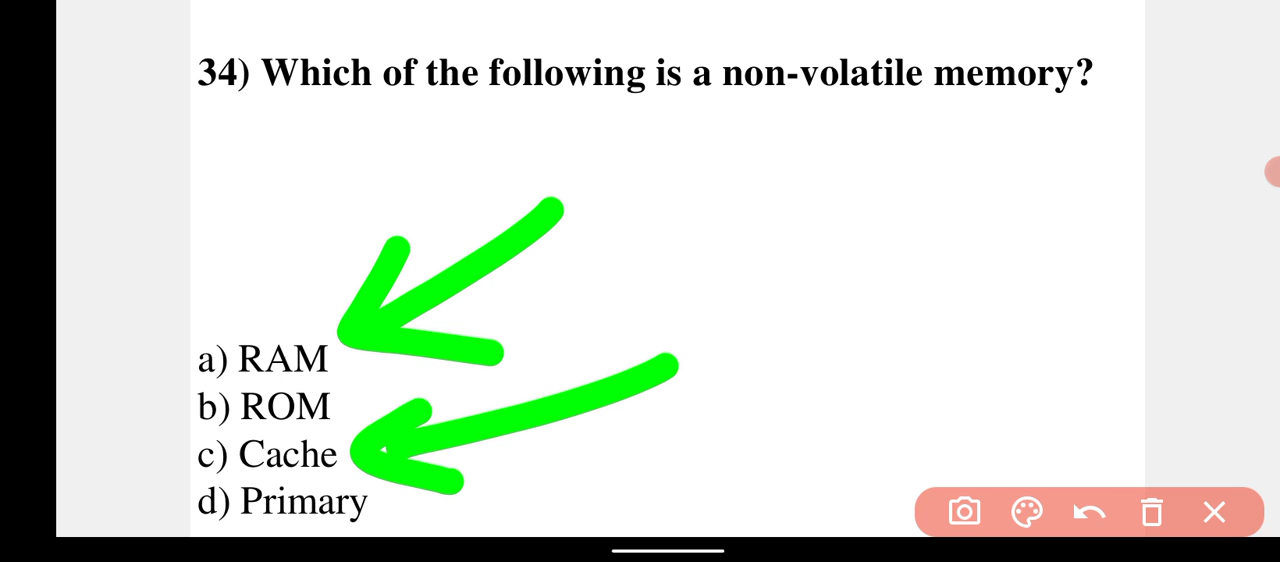 34) Which of the following is a non-volatile memory?
a) RAM
b) ROM
c) Cache
d) Primary